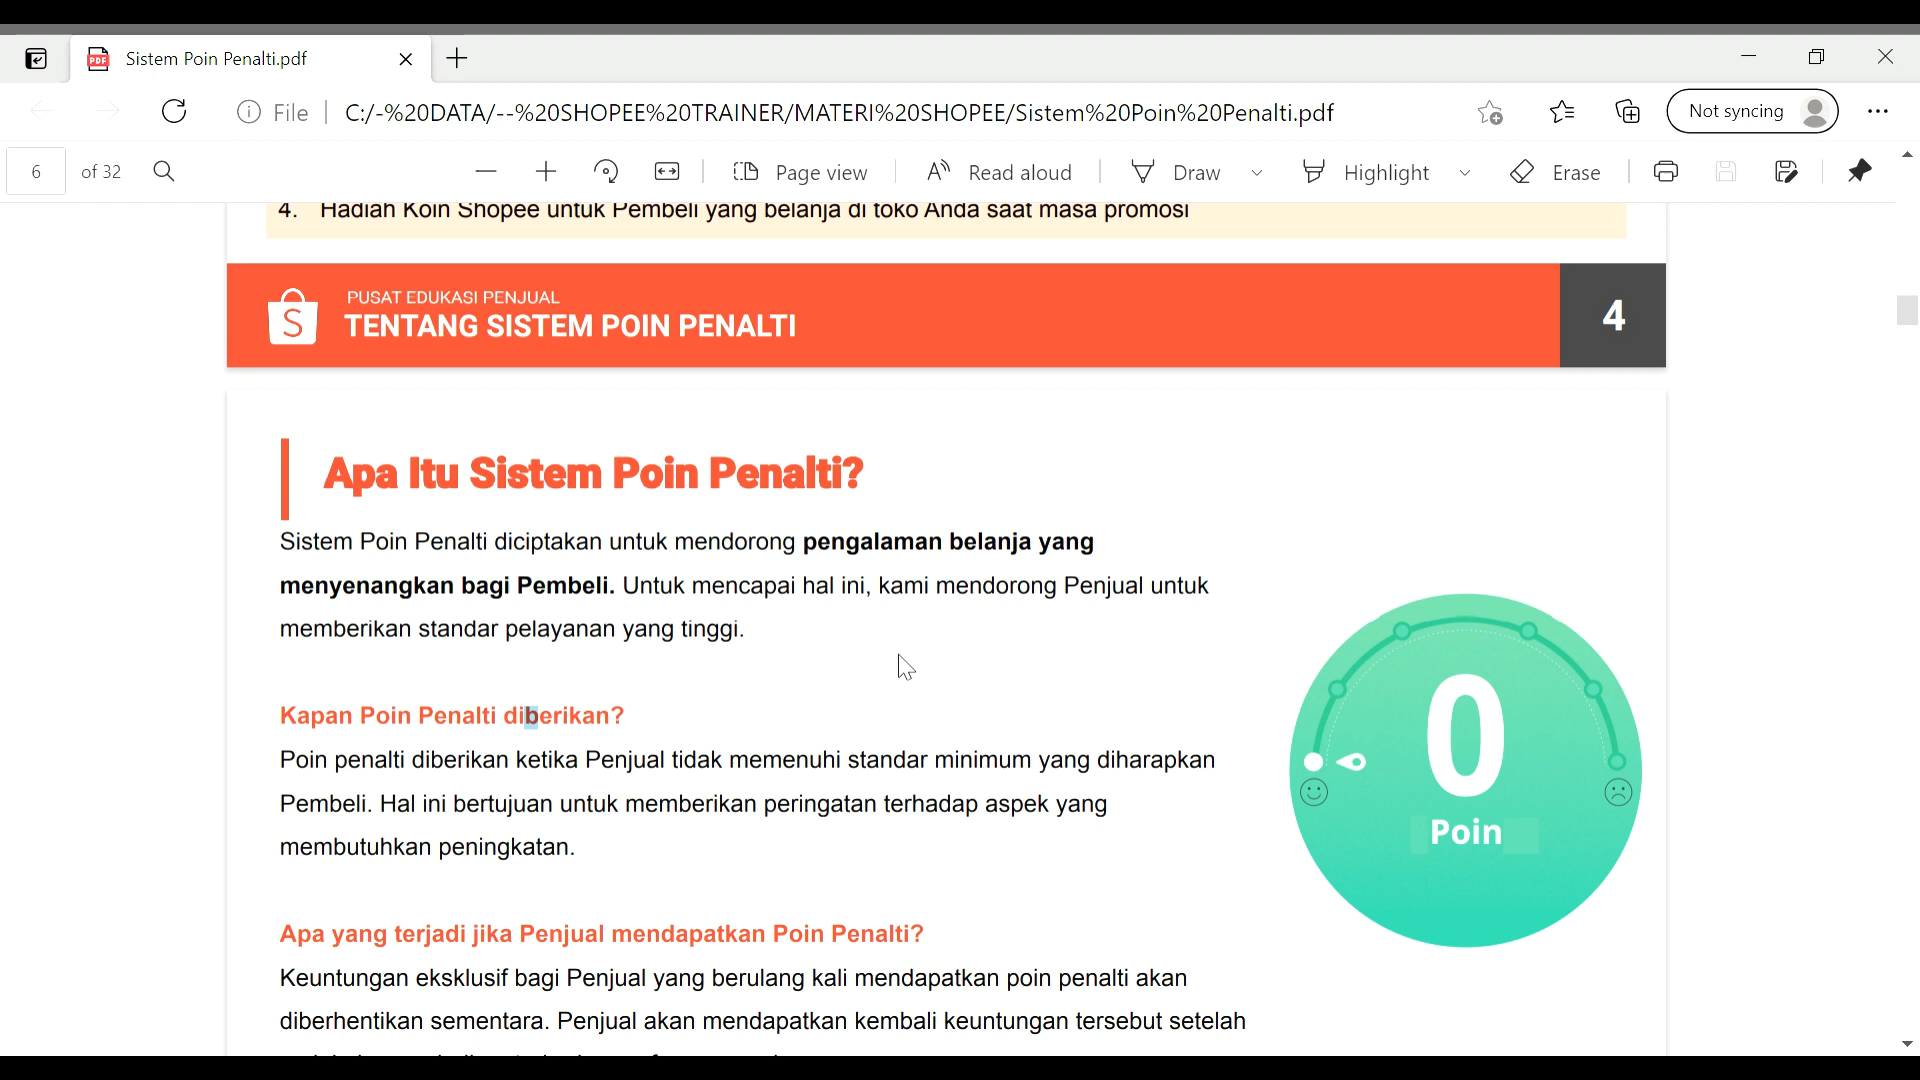 Sistem Poin Penalti.pdf
File
C:/-%20DATA/--%20SHOPEE%20TRAINER/MATERI%20SHOPEE/Sistem%20Poin%20Penalti.pdf
Not syncing
6 of 32
Page view
Read aloud
Draw
Highlight
Erase
4. Hadiah Koin Shopee untuk Pembeli yang belanja di toko Anda saat masa promosi
PUSAT EDUKASI PENJUAL
TENTANG SISTEM POIN PENALTI
4
Apa Itu Sistem Poin Penalti?
Sistem Poin Penalti diciptakan untuk mendorong pengalaman belanja yang
menyenangkan bagi Pembeli. Untuk mencapai hal ini, kami mendorong Penjual untuk
memberikan standar pelayanan yang tinggi.
Kapan Poin Penalti diberikan?
Poin penalti diberikan ketika Penjual tidak memenuhi standar minimum yang diharapkan
Pembeli. Hal ini bertujuan untuk memberikan peringatan terhadap aspek yang
membutuhkan peningkatan.
0
Poin
Apa yang terjadi jika Penjual mendapatkan Poin Penalti?
Keuntungan eksklusif bagi Penjual yang berulang kali mendapatkan poin penalti akan
diberhentikan sementara. Penjual akan mendapatkan kembali keuntungan tersebut setelah